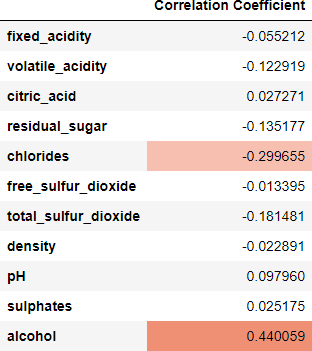 Correlation Coefficient
fixed_acidity -0.055212
volatile_acidity -0.122919
citric_acid 0.027271
residual_sugar -0.135177
chlorides -0.299655
free_sulfur_dioxide -0.013395
total_sulfur_dioxide -0.181481
density -0.022891
pH 0.097960
sulphates 0.025175
alcohol 0.440059